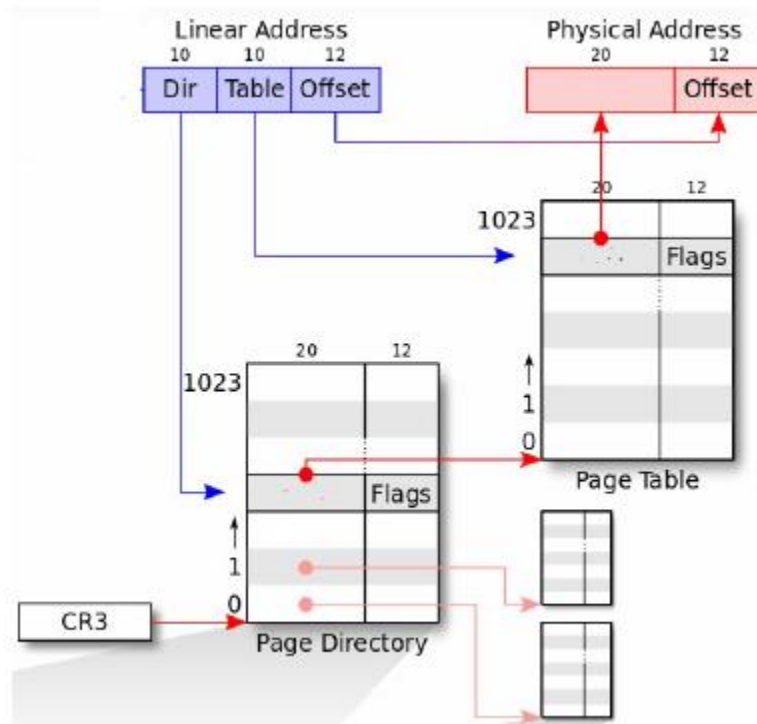 Linear Address
10 10 12
Dir Table Offset
Physical Address
20 12
Offset
20 12
1023
Flags
1
0
Page Table
20 12
1023
Flags
1
0
Page Directory
CR3